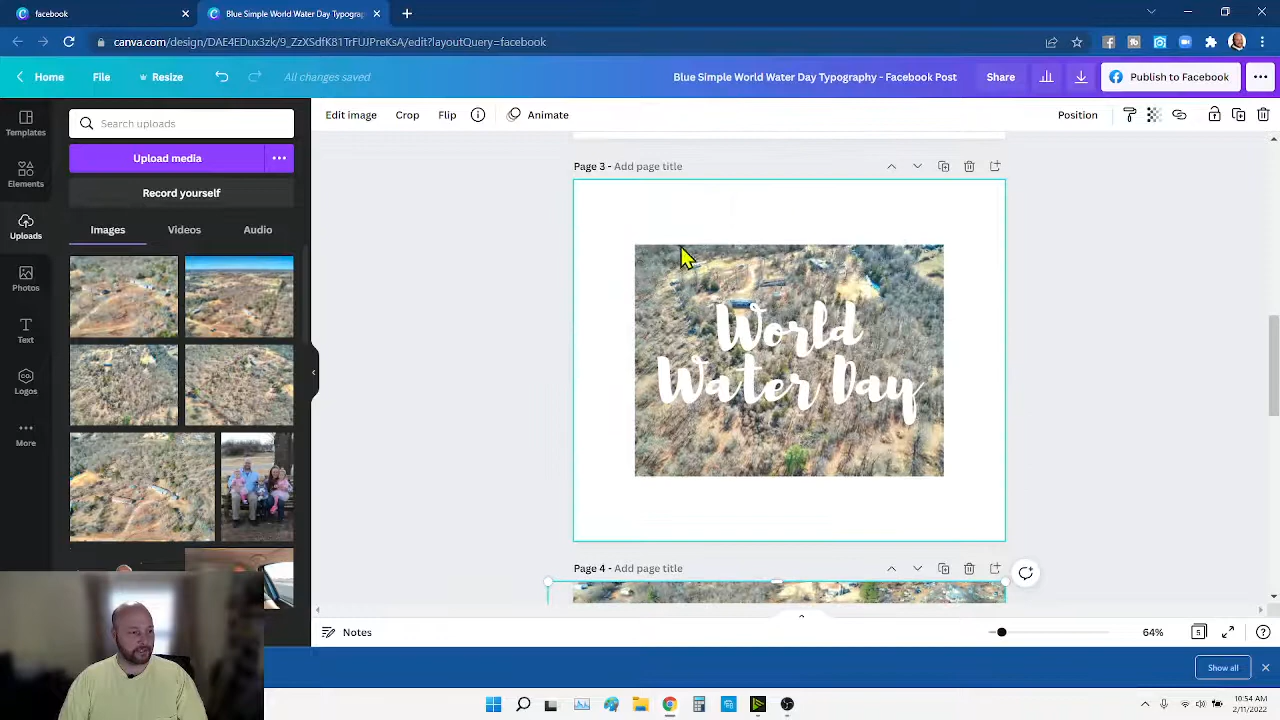 facebook
Blue Simple World Water Day Typograp
canva.com/design/DAE4EDux3zk/9_ZzXSdfK81TrFUJPreKsA/edit?layoutQuery=facebook
Home File Resize All changes saved Blue Simple World Water Day Typography - Facebook Post Share Publish to Facebook
Edit image Crop Flip Animate Position
Templates
Elements
Uploads
Photos
Text
Logos
More
Search uploads
Upload media
Record yourself
Images Videos Audio
Page 3 - Add page title
World
Water Day
Page 4 - Add page title
Notes 64% 5
Show all
10:54 AM
2/11/2022